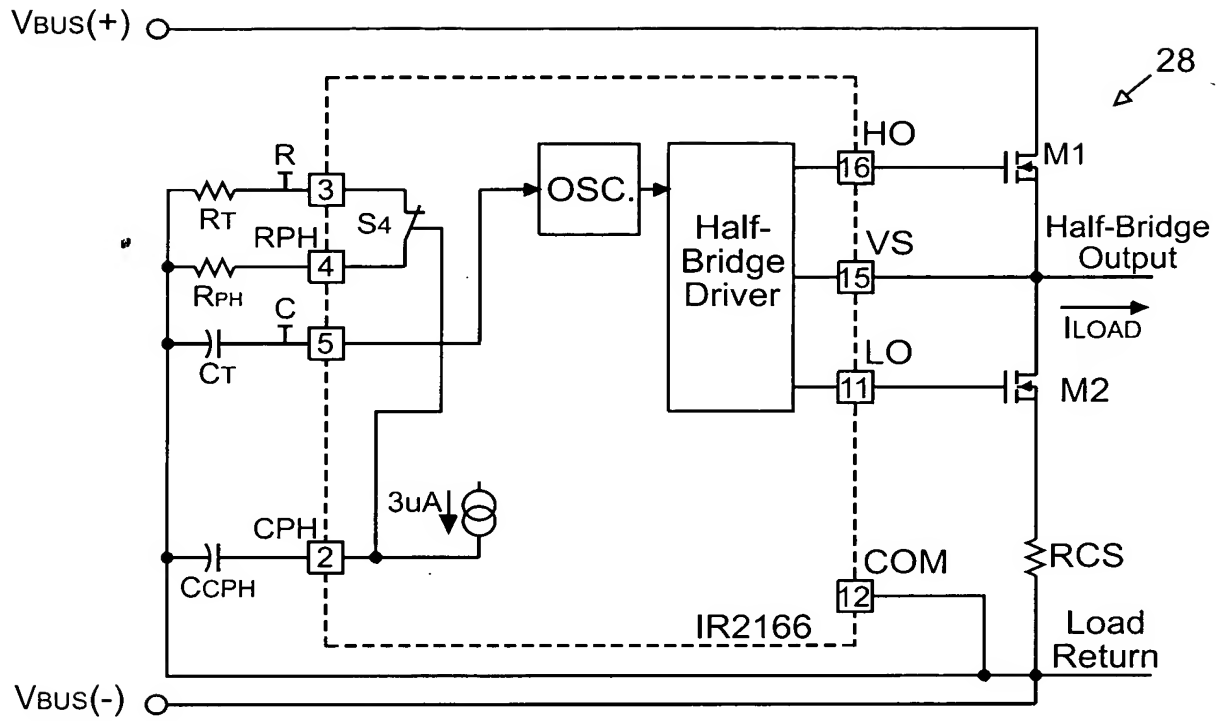 VBUS(+)
28
HO
R
3
16
M1
OSC.
RT
S4
RPH
Half-
Bridge
Driver
VS
Half-Bridge
Output
4
15
RPH
C
ILOAD
5
LO
CT
11
M2
3uA
CPH
2
COM
RCS
CCPH
12
IR2166
Load
Return
VBUS(-)